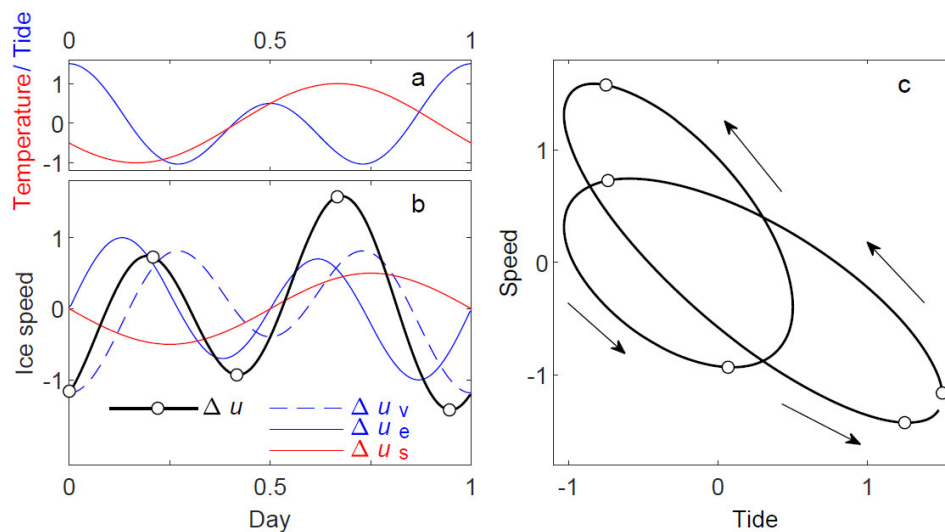 0 0.5 1
Temperature/ Tide
1
0
-1
a
1
0
-1
Ice speed
b
Δ u
Δ u v
Δ u e
Δ u s
0 0.5 1
Day
c
1
0
-1
Speed
-1 0 1
Tide